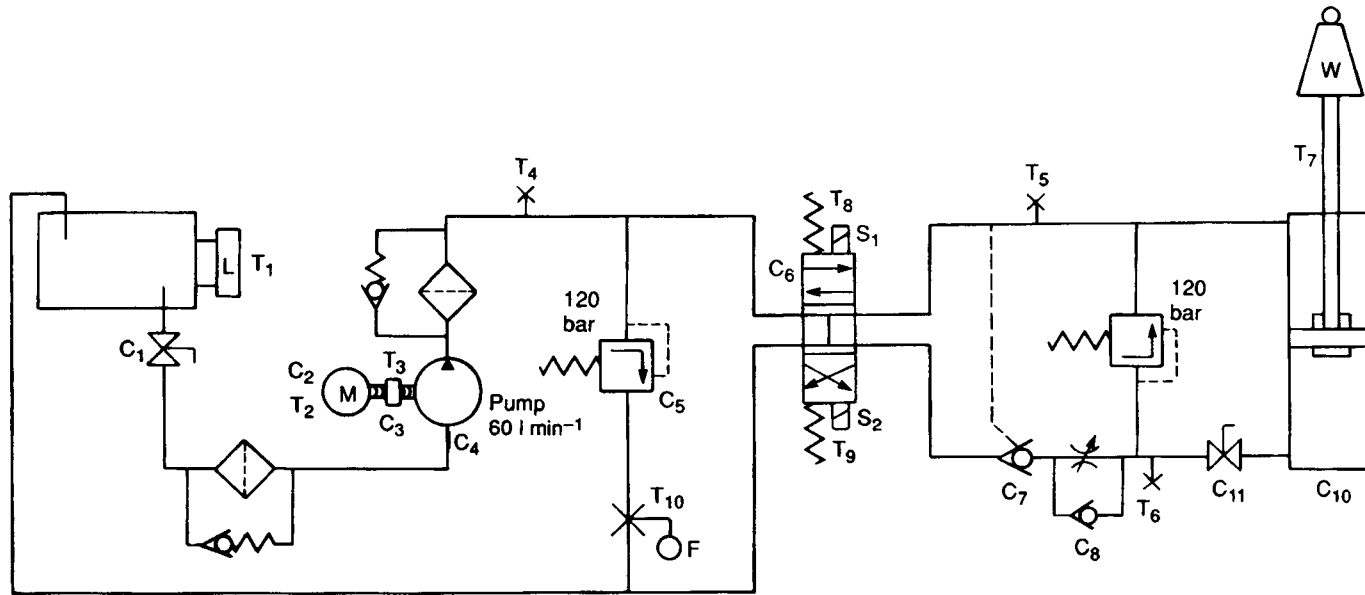 W
T₄
T₅
T₇
T₈
S₁
L
T₁
C₆
120
bar
120
bar
C₁
C₂
T₃
T₂
M
C₃
Pump
60 l min⁻¹
C₄
C₅
S₂
T₉
T₁₀
F
C₇
C₈
T₆
C₁₁
C₁₀